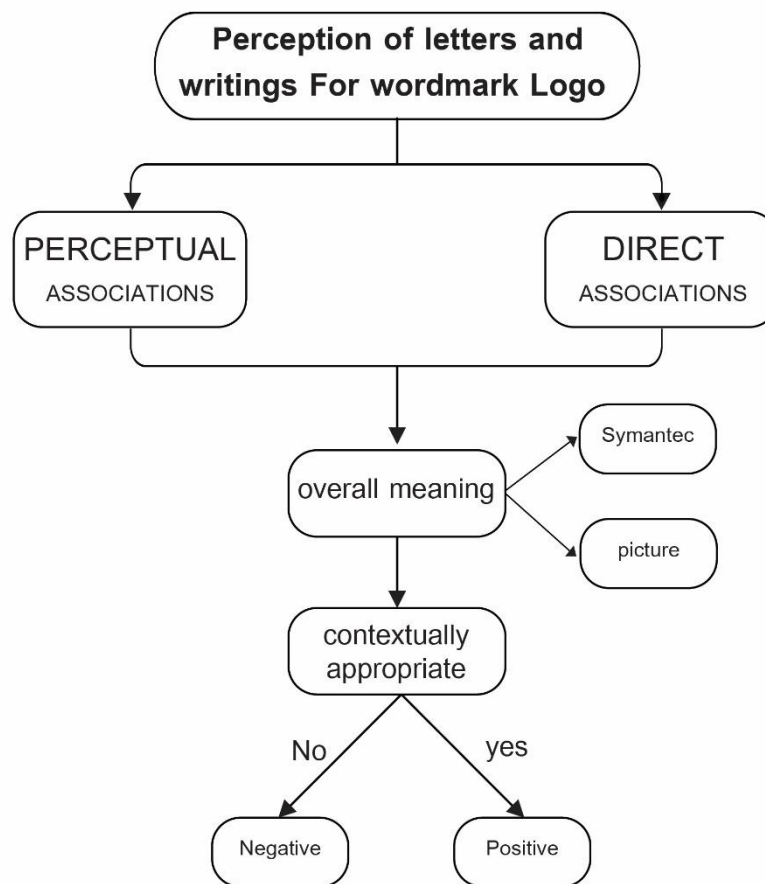 Perception of letters and
writings For wordmark Logo
PERCEPTUAL
ASSOCIATIONS
DIRECT
ASSOCIATIONS
overall meaning
Symantec
picture
contextually
appropriate
No
yes
Negative
Positive